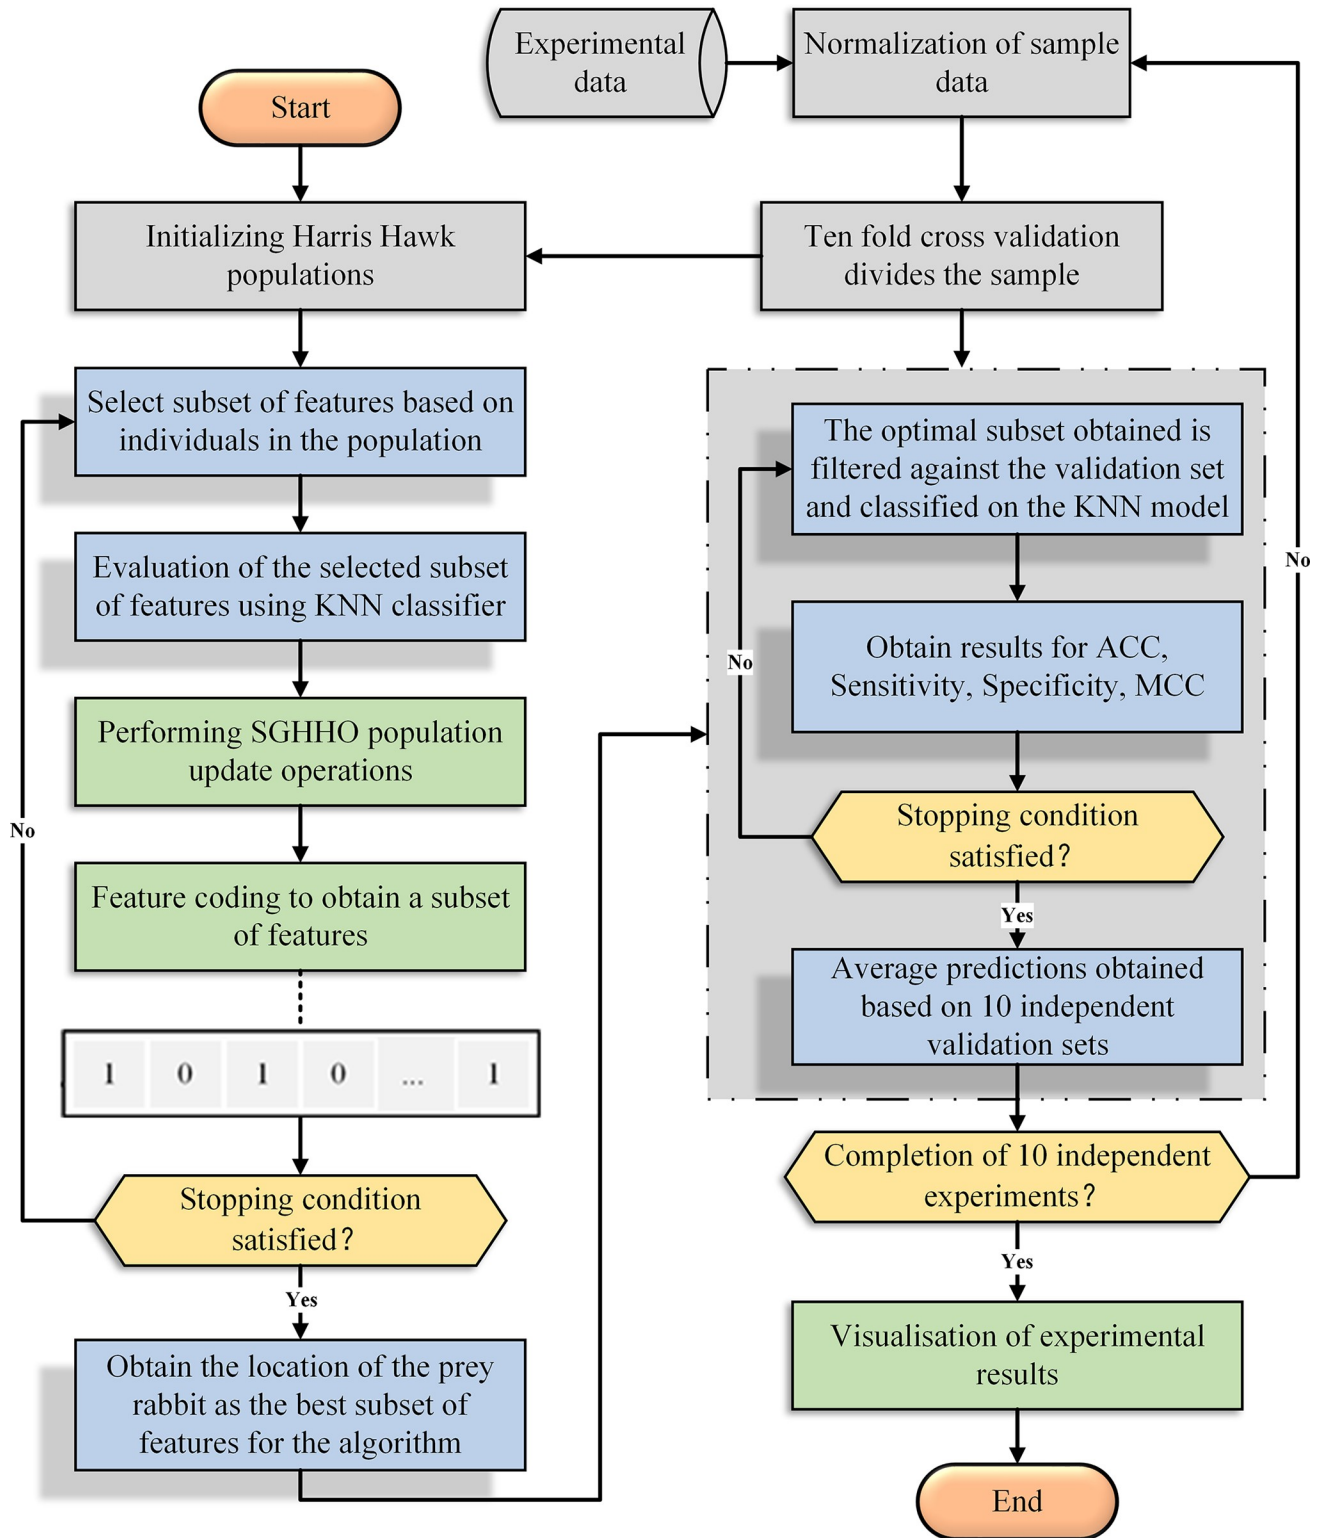 Start
Experimental
data
Normalization of sample
data
Initializing Harris Hawk
populations
Ten fold cross validation
divides the sample
Select subset of features based on
individuals in the population
Evaluation of the selected subset
of features using KNN classifier
Performing SGHHO population
update operations
No
Feature coding to obtain a subset
of features
1 0 1 0 ... 1
Stopping condition
satisfied?
Yes
Obtain the location of the prey
rabbit as the best subset of
features for the algorithm
The optimal subset obtained is
filtered against the validation set
and classified on the KNN model
No
Obtain results for ACC,
Sensitivity, Specificity, MCC
No
Stopping condition
satisfied?
Yes
Average predictions obtained
based on 10 independent
validation sets
Completion of 10 independent
experiments?
Yes
Visualisation of experimental
results
End